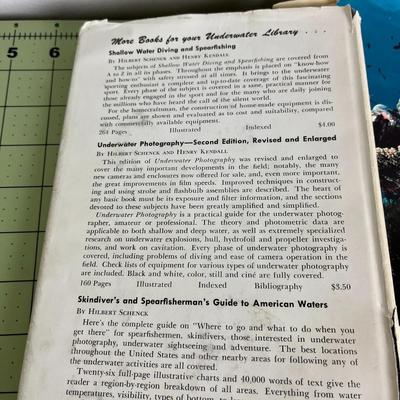 More Books for your Underwater Library . . .
Shallow Water Diving and Spearfishing
By Hilbert Schenck and Henry Kendall
The subjects of Shallow Water Diving and Spearfishing are covered from
A to Z in all its phases. Throughout the emphasis is placed on "know-how
and how-to" with safety stressed at all times. It brings to the underwater
sporting enthusiast a complete and up-to-date coverage of this fascinating
sport. Every phase of the subject is covered in a sane, practical manner for
those already engaged in the sport and for the many who are daily joining
the millions who have heard the call of the silent world.
For the homecraftsman, the construction of home-made equipment is dis-
cussed, plans are shown and evaluated as to cost and suitability, compared
with commercially available equipment.
264 Pages Illustrated Indexed $4.00
Underwater Photography—Second Edition, Revised and Enlarged
By Hilbert Schenck and Henry Kendall
This edition of Underwater Photography was revised and enlarged to
cover the many important developments in the field; notably, the many
new cameras and enclosures now offered for sale, and, even more important,
the great improvements in film speeds. Improved techniques in construct-
ing and using strobe and flashbulb assemblies are described. The heart of
any basic book must be its exposure and filter information, and the sections
devoted to these subjects have been greatly amplified and simplified.
Underwater Photography is a practical guide for the underwater photog-
rapher, amateur or professional. The theory and photometric data are
applicable to both shallow and deep water, as well as extremely specialized
research on underwater explosions, hull, hydrofoil and propeller investiga-
tions, and work on cavitation. Every phase of underwater photography is
covered, including problems of diving and ease of camera operation in the
field. Check lists of equipment for various types of underwater photography
are included. Black and white, color, still and cine are fully covered.
160 Pages Illustrated Indexed Bibliography $3.50
Skindiver's and Spearfisherman's Guide to American Waters
By Hilbert Schenck
Here's the complete guide on "Where to go and what to do when you
get there" for spearfishermen, skindivers, those interested in underwater
photography, underwater sightseeing and adventure. The best locations
throughout the United States and other nearby areas for following any of
the underwater activities are all covered.
Twenty-six full-page illustrative charts and 40,000 words of text give the
reader a region-by-region breakdown of all areas. Everything from water
temperatures, visibility, types of bottom, to
5
6